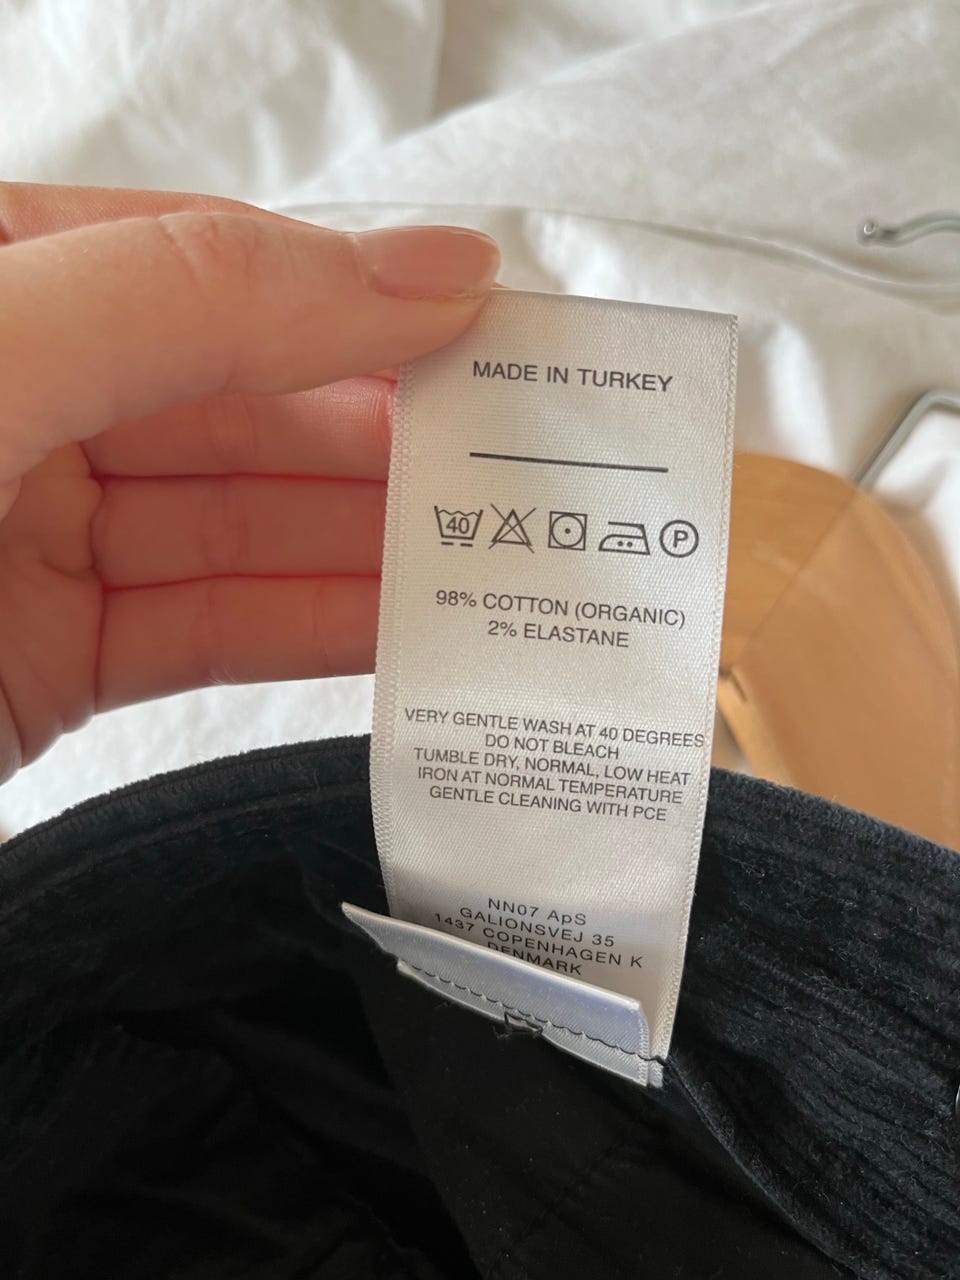 MADE IN TURKEY
40 P
98% COTTON (ORGANIC)
2% ELASTANE
VERY GENTLE WASH AT 40 DEGREES
DO NOT BLEACH
TUMBLE DRY, NORMAL, LOW HEAT
IRON AT NORMAL TEMPERATURE
GENTLE CLEANING WITH PCE
NN07 ApS
GALIONSVEJ 35
1437 COPENHAGEN K
DENMARK